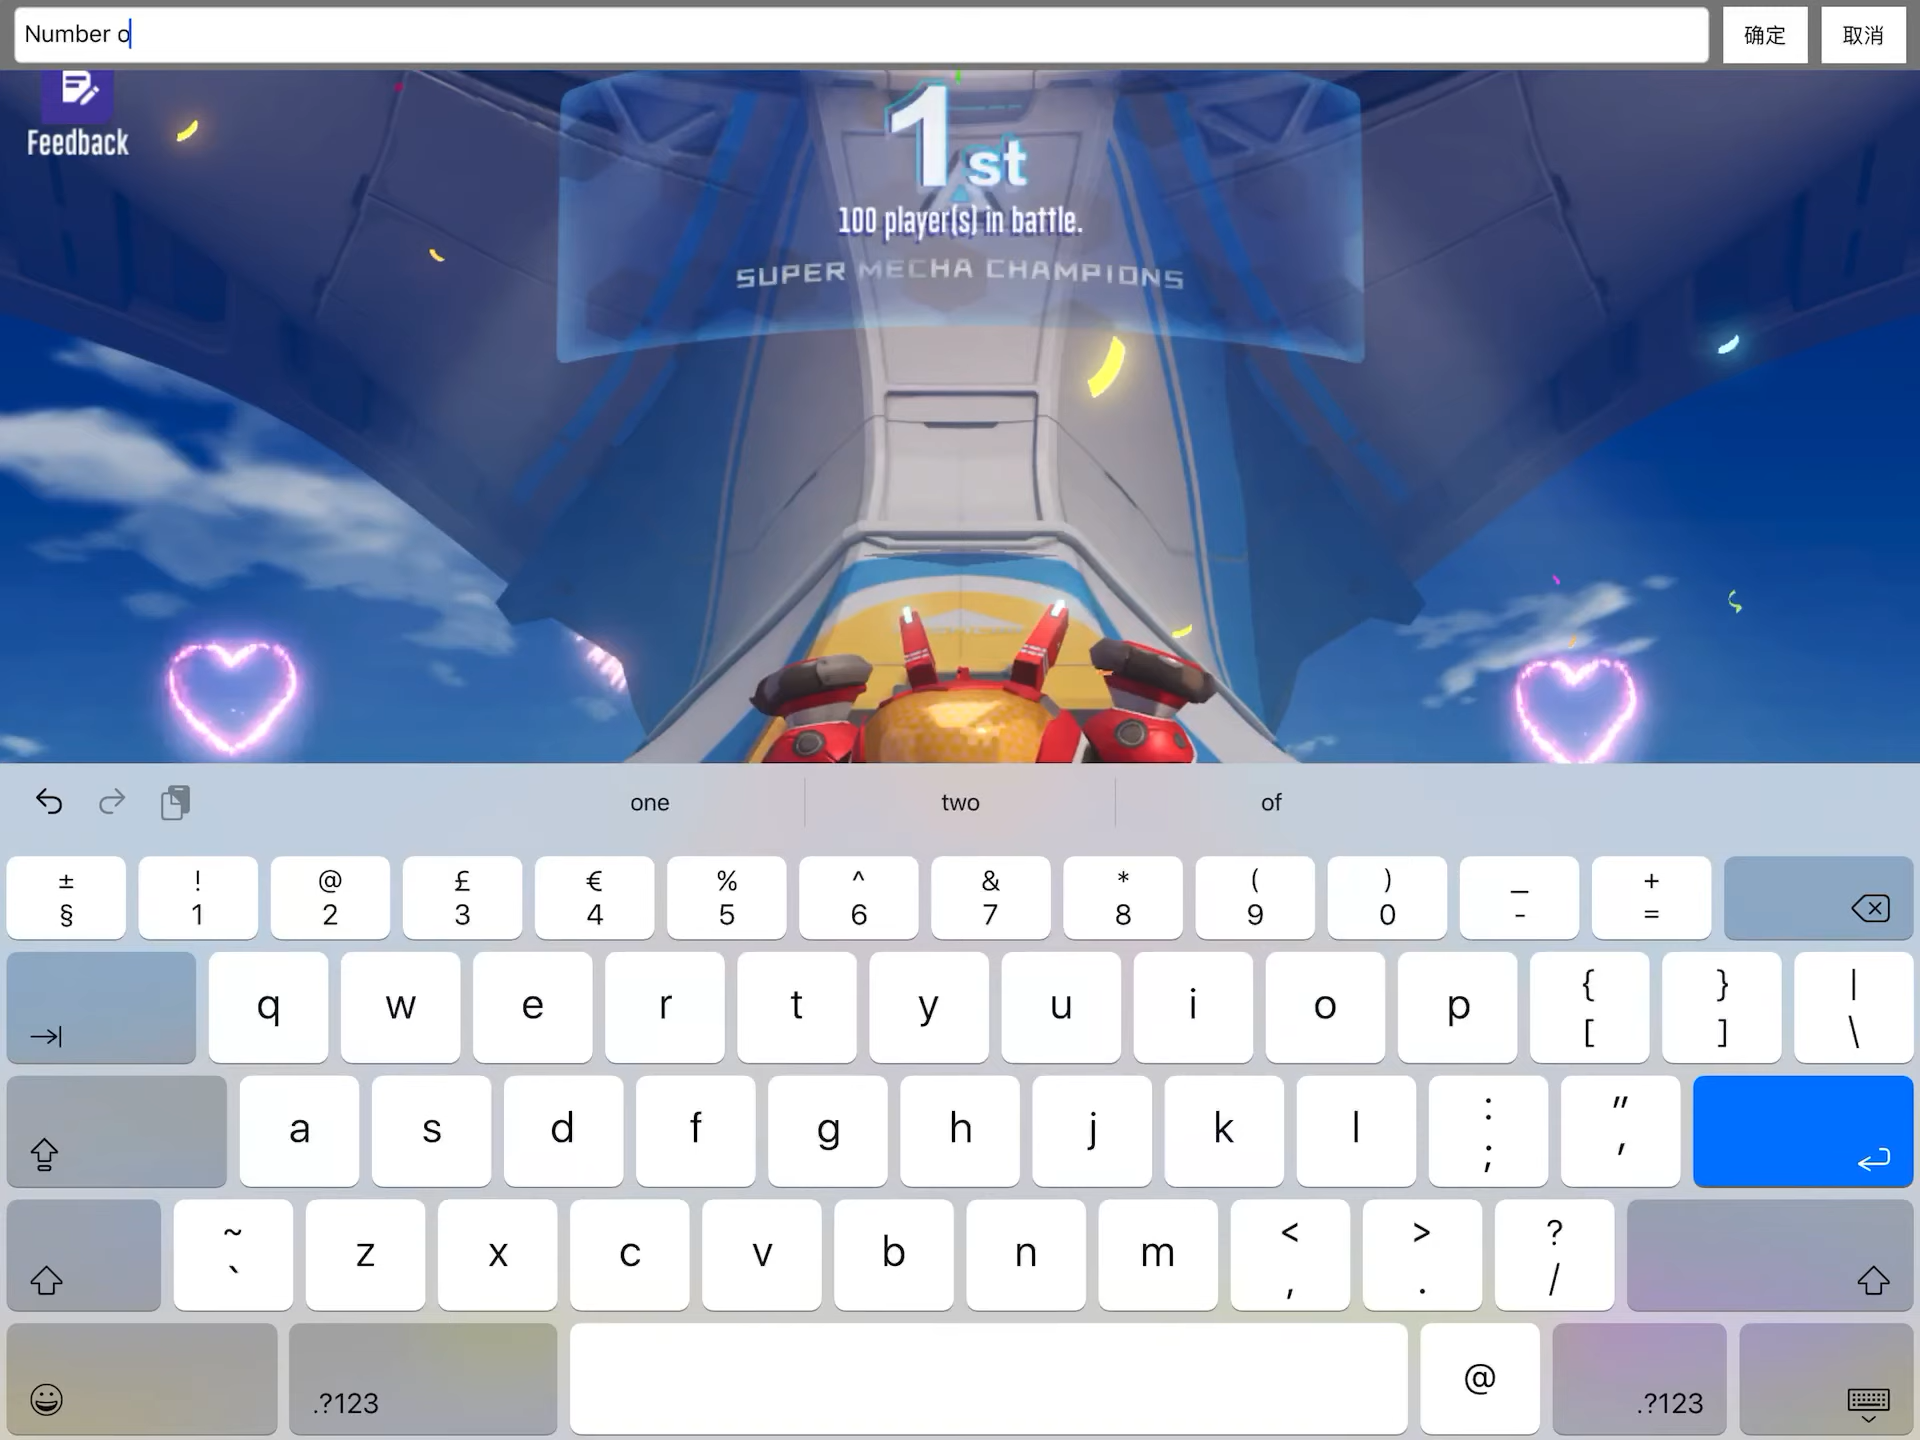 Number o
确定
取消
Feedback
1st
100 player(s) in battle.
SUPER MECHA CHAMPIONS
one
two
of
± ! @ £ € % ^ & * ( ) _ +
§ 1 2 3 4 5 6 7 8 9 0 - =
q w e r t y u i o p { } |
[ ] \
a s d f g h j k l : "
; '
~ z x c v b n m < > ?
` , . /
.?123
@
.?123